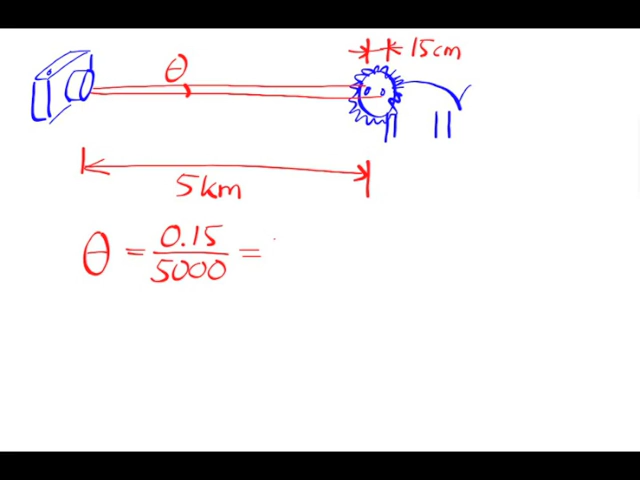 15cm
θ
5km
θ = 0.15/5000 =